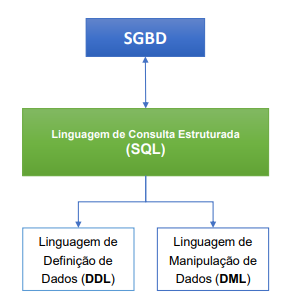 SGBD
Linguagem de Consulta Estruturada
(SQL)
Linguagem de
Definição de
Dados (DDL)
Linguagem de
Manipulação de
Dados (DML)